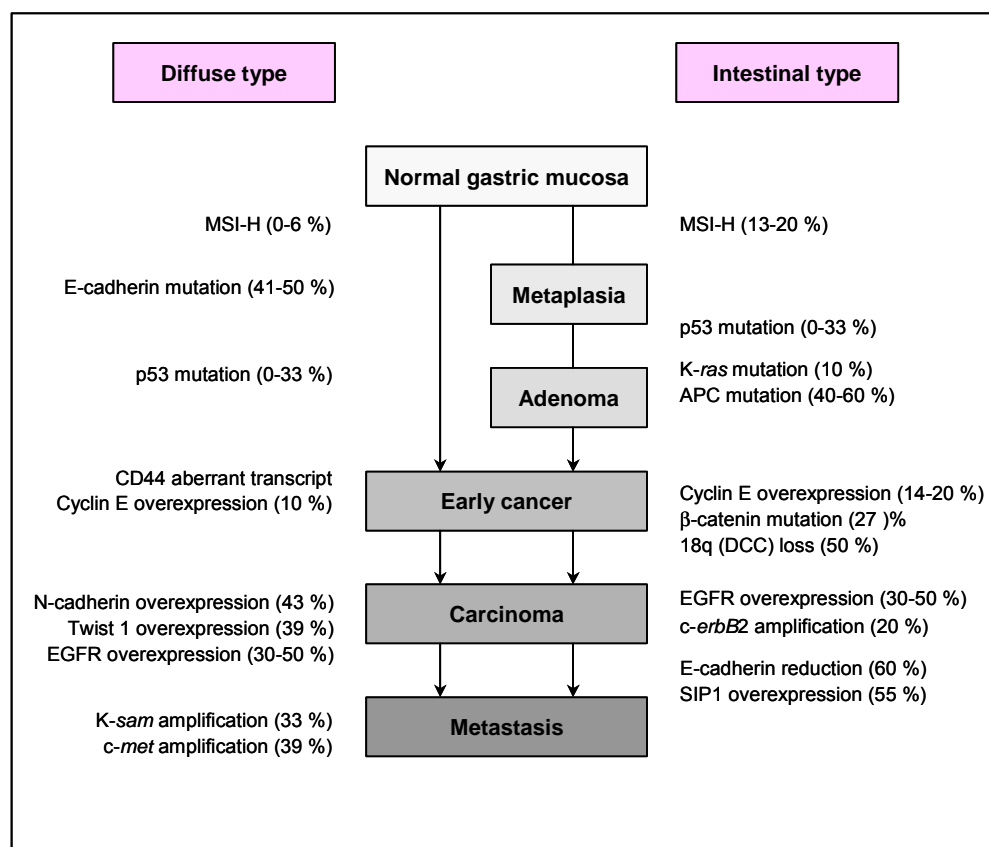 Diffuse type
Intestinal type
Normal gastric mucosa
MSI-H (0-6 %)
MSI-H (13-20 %)
E-cadherin mutation (41-50 %)
Metaplasia
p53 mutation (0-33 %)
p53 mutation (0-33 %)
K-ras mutation (10 %)
APC mutation (40-60 %)
Adenoma
CD44 aberrant transcript
Cyclin E overexpression (10 %)
Early cancer
Cyclin E overexpression (14-20 %)
β-catenin mutation (27 )%
18q (DCC) loss (50 %)
N-cadherin overexpression (43 %)
Twist 1 overexpression (39 %)
EGFR overexpression (30-50 %)
Carcinoma
EGFR overexpression (30-50 %)
c-erbB2 amplification (20 %)
E-cadherin reduction (60 %)
SIP1 overexpression (55 %)
K-sam amplification (33 %)
c-met amplification (39 %)
Metastasis